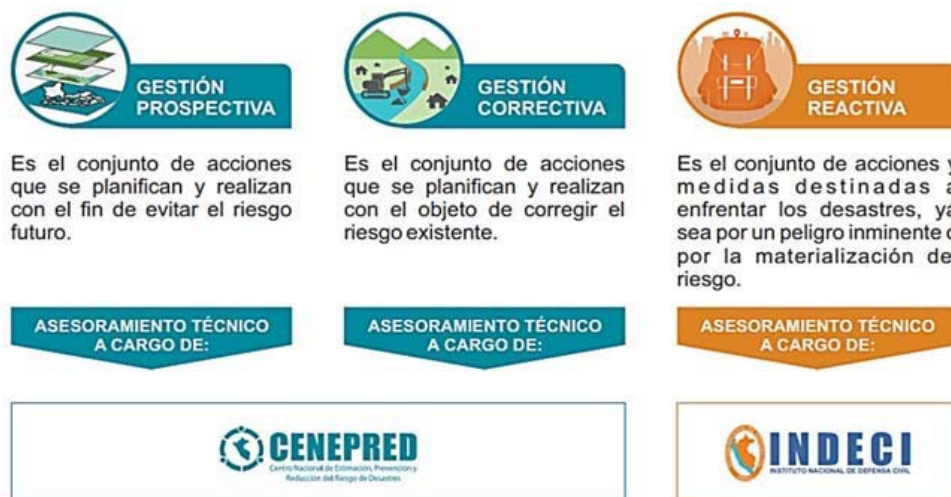 GESTIÓN
PROSPECTIVA
Es el conjunto de acciones
que se planifican y realizan
con el fin de evitar el riesgo
futuro.
GESTIÓN
CORRECTIVA
Es el conjunto de acciones
que se planifican y realizan
con el objeto de corregir el
riesgo existente.
GESTIÓN
REACTIVA
Es el conjunto de acciones y
medidas destinadas a
enfrentar los desastres, ya
sea por un peligro inminente o
por la materialización de
riesgo.
ASESORAMIENTO TÉCNICO
A CARGO DE:
ASESORAMIENTO TÉCNICO
A CARGO DE:
ASESORAMIENTO TÉCNICO
A CARGO DE:
CENEPRED
Centro Nacional de Estimación, Prevención y
Reducción del Riesgo de Desastres
INDECI
INSTITUTO NACIONAL DE DEFENSA CIVIL